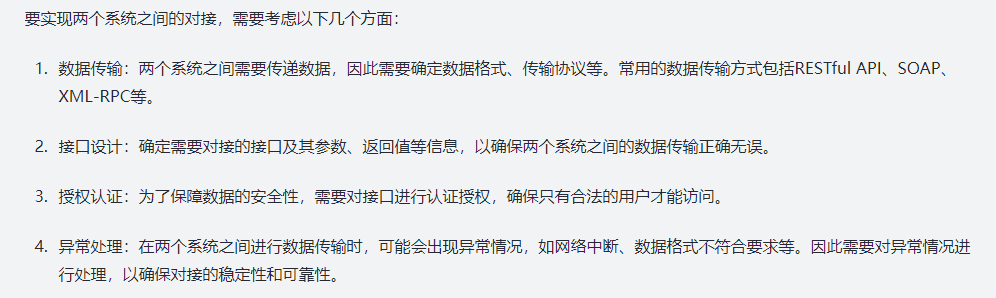 要实现两个系统之间的对接，需要考虑以下几个方面：
1. 数据传输：两个系统之间需要传递数据，因此需要确定数据格式、传输协议等。常用的数据传输方式包括RESTful API、SOAP、
XML-RPC等。
2. 接口设计：确定需要对接的接口及其参数、返回值等信息，以确保两个系统之间的数据传输正确无误。
3. 授权认证：为了保障数据的安全性，需要对接口进行认证授权，确保只有合法的用户才能访问。
4. 异常处理：在两个系统之间进行数据传输时，可能会出现异常情况，如网络中断、数据格式不符合要求等。因此需要对异常情况进
行处理，以确保对接的稳定性和可靠性。